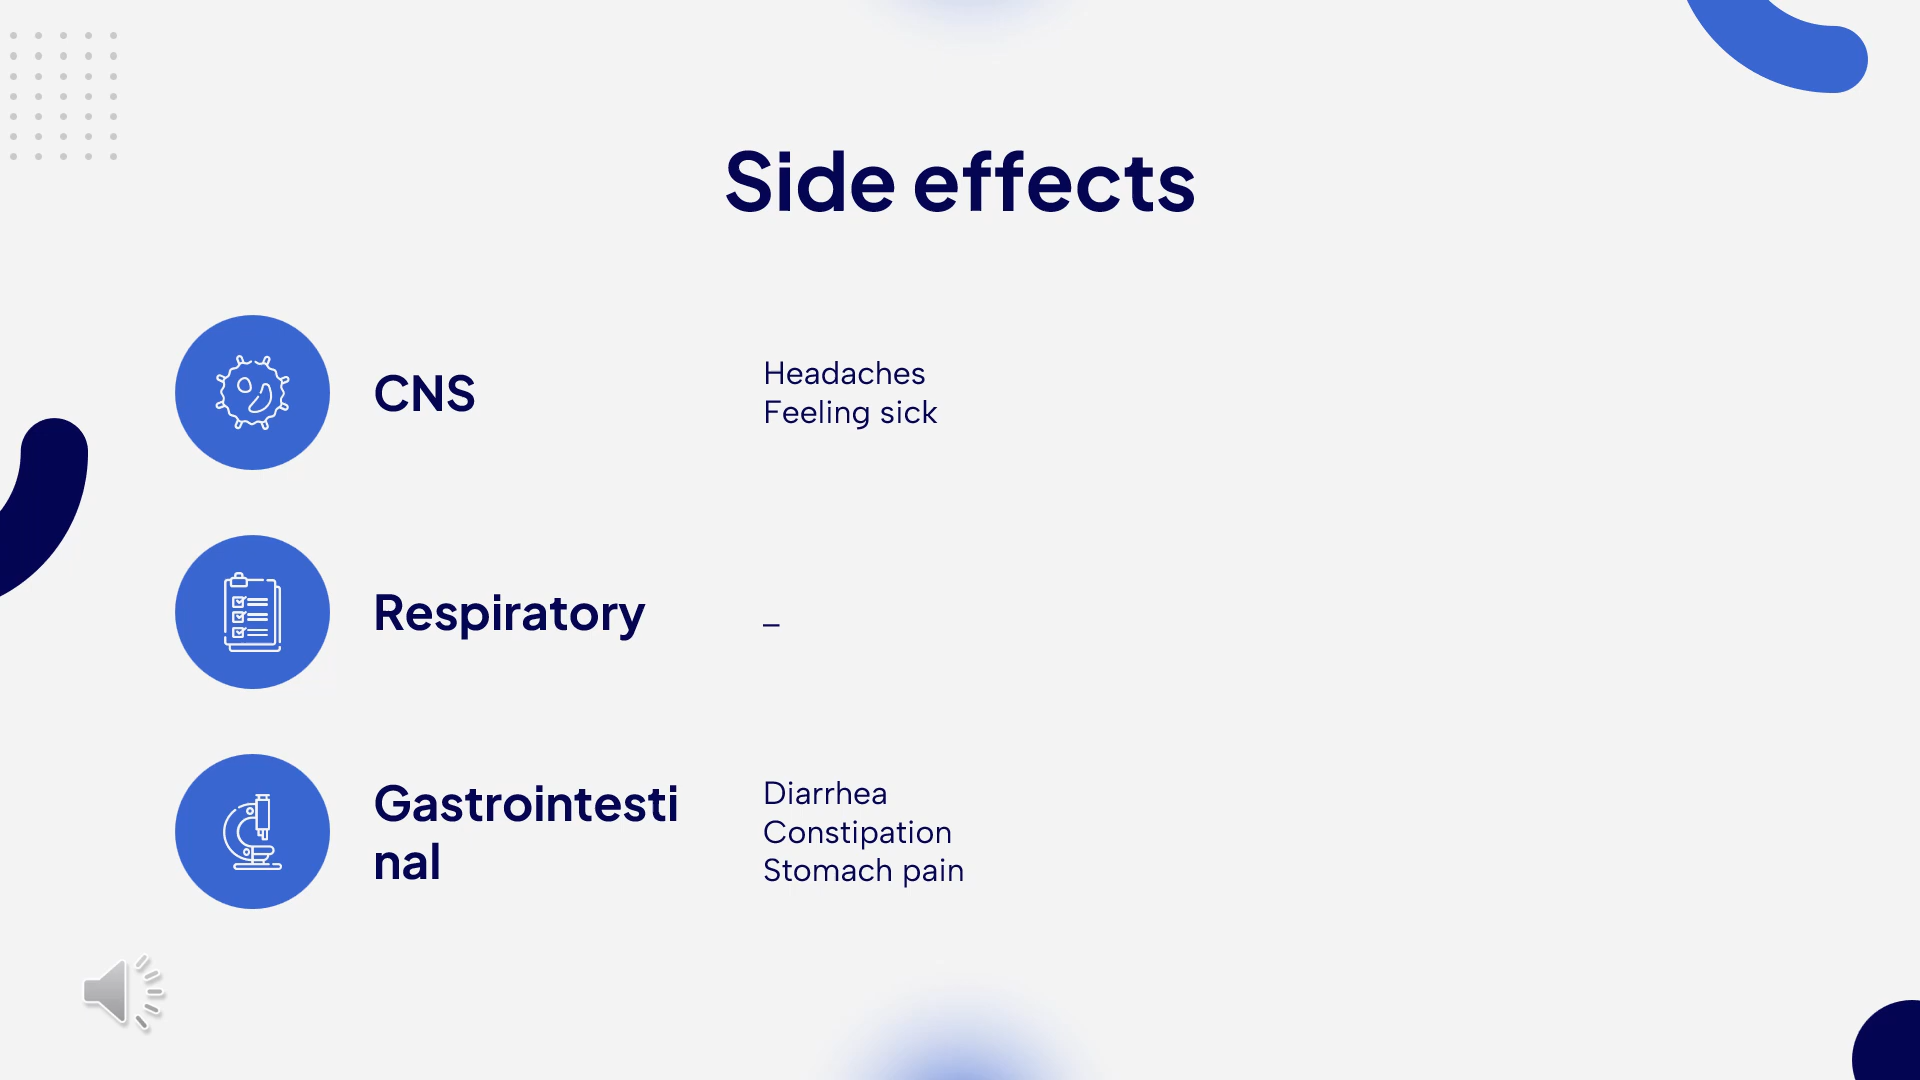 Side effects
CNS
Headaches
Feeling sick
Respiratory
–
Gastrointesti
nal
Diarrhea
Constipation
Stomach pain